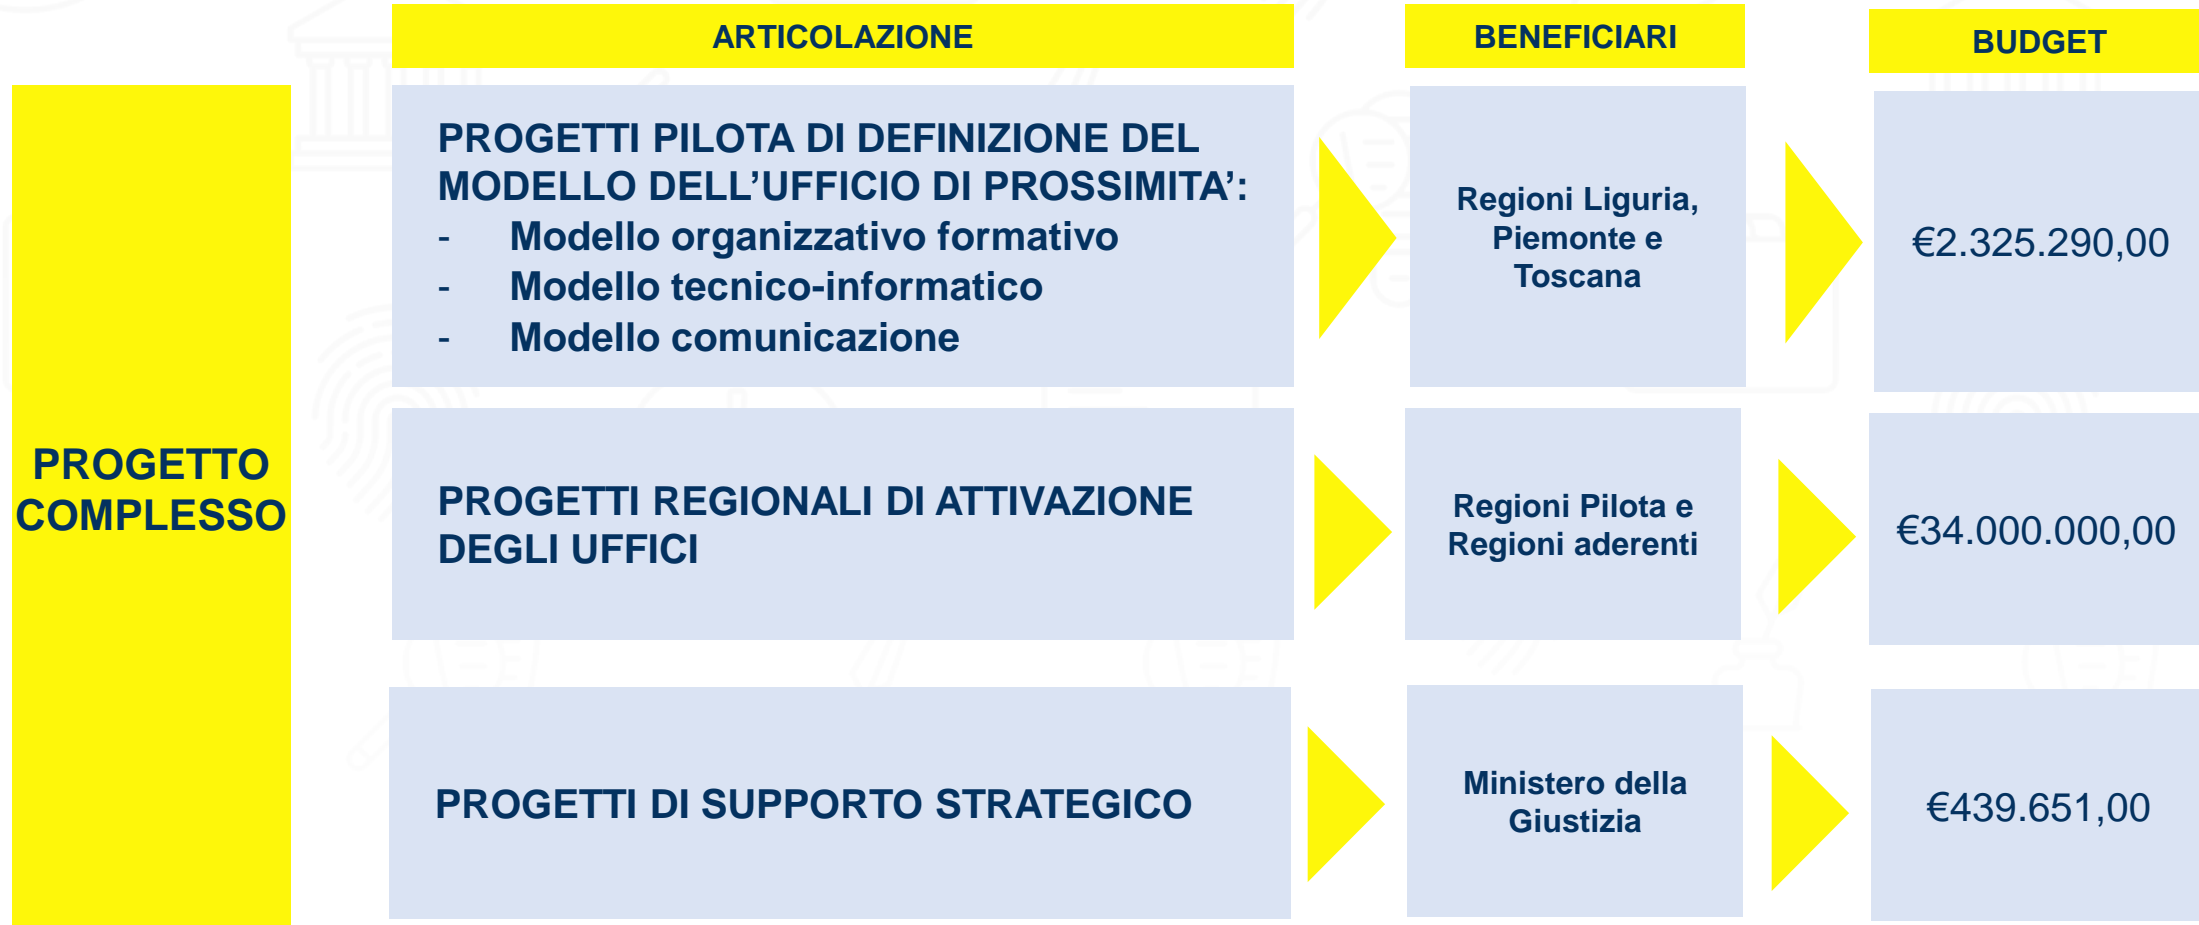 ARTICOLAZIONE
BENEFICIARI
BUDGET
PROGETTO
COMPLESSO
PROGETTI PILOTA DI DEFINIZIONE DEL
MODELLO DELL’UFFICIO DI PROSSIMITA’:
- Modello organizzativo formativo
- Modello tecnico-informatico
- Modello comunicazione
Regioni Liguria,
Piemonte e
Toscana
€2.325.290,00
PROGETTI REGIONALI DI ATTIVAZIONE
DEGLI UFFICI
Regioni Pilota e
Regioni aderenti
€34.000.000,00
PROGETTI DI SUPPORTO STRATEGICO
Ministero della
Giustizia
€439.651,00